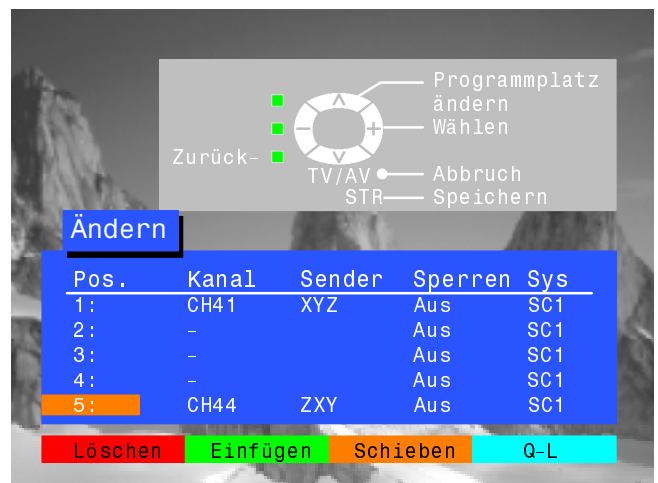 Programmplatz
ändern
Wählen
Zurück-
TV/AV Abbruch
STR Speichern
Ändern
Pos. Kanal Sender Sperren Sys
1: CH41 XYZ Aus SC1
2: - Aus SC1
3: - Aus SC1
4: - Aus SC1
5: CH44 ZXY Aus SC1
Löschen Einfügen Schieben Q-L